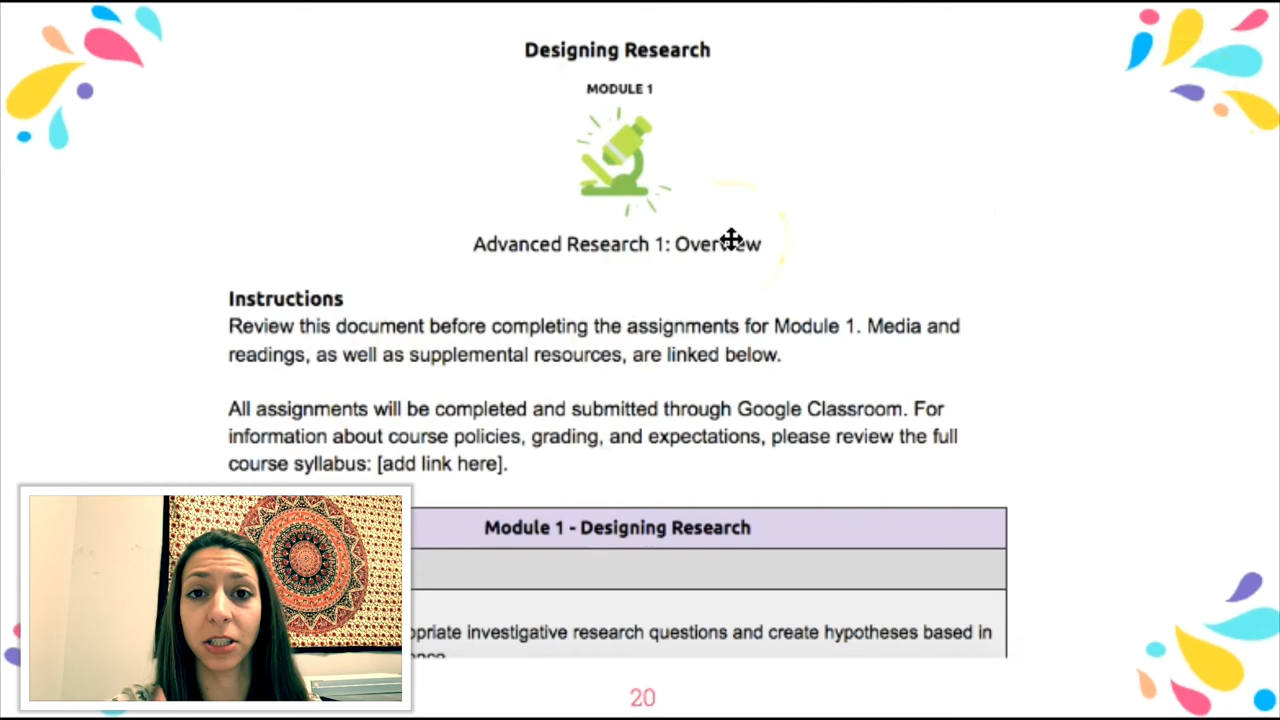 Designing Research
MODULE 1
Advanced Research 1: Overview
Instructions
Review this document before completing the assignments for Module 1. Media and
readings, as well as supplemental resources, are linked below.
All assignments will be completed and submitted through Google Classroom. For
information about course policies, grading, and expectations, please review the full
course syllabus: [add link here].
Module 1 - Designing Research
investigative research questions and create hypotheses based in
20